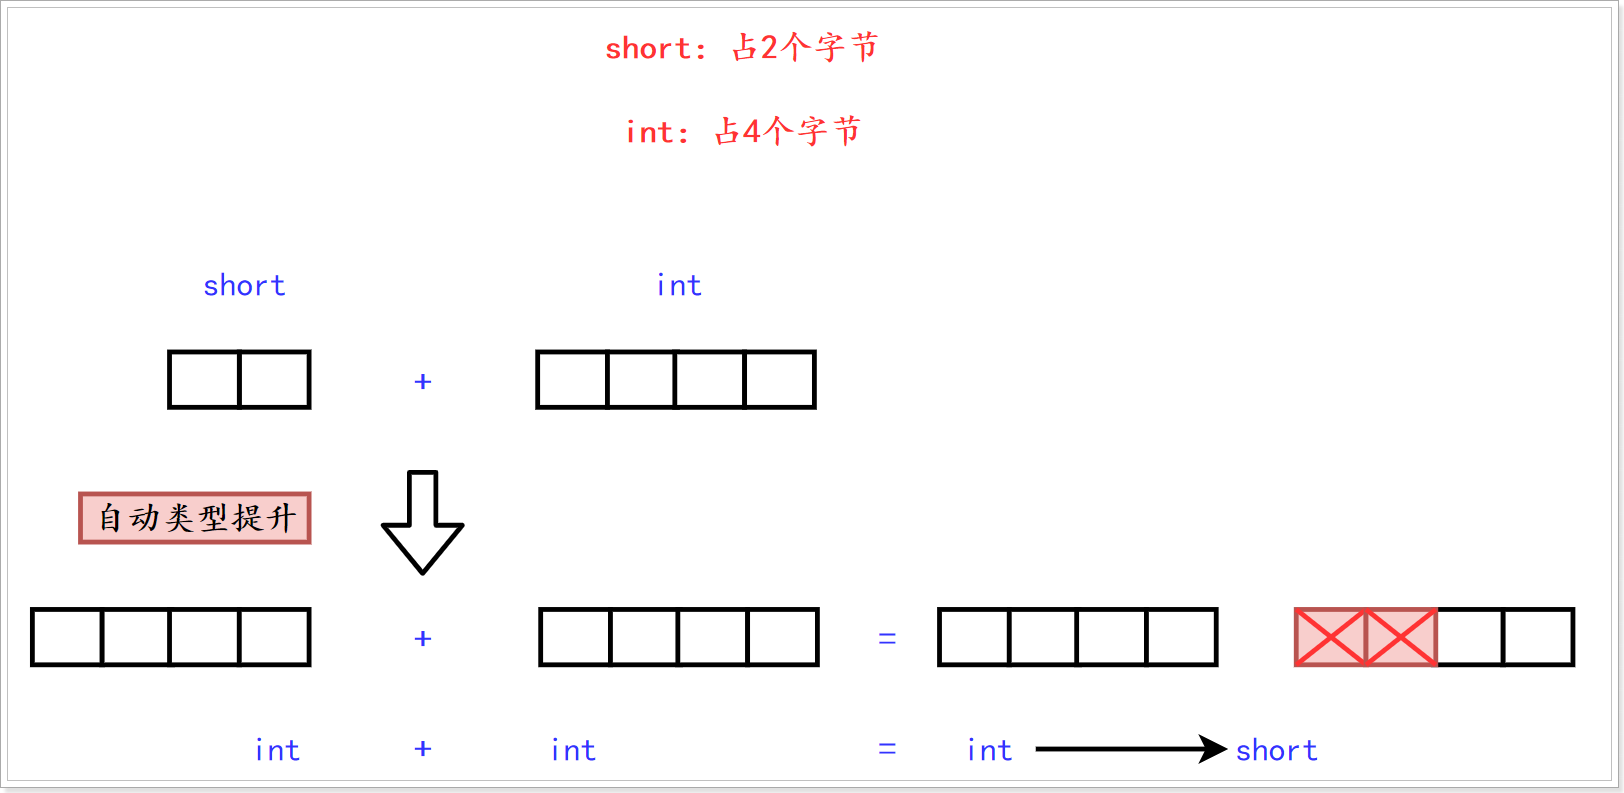 short: 占2个字节
int: 占4个字节
short int
+
自动类型提升
+ =
int + int = int short